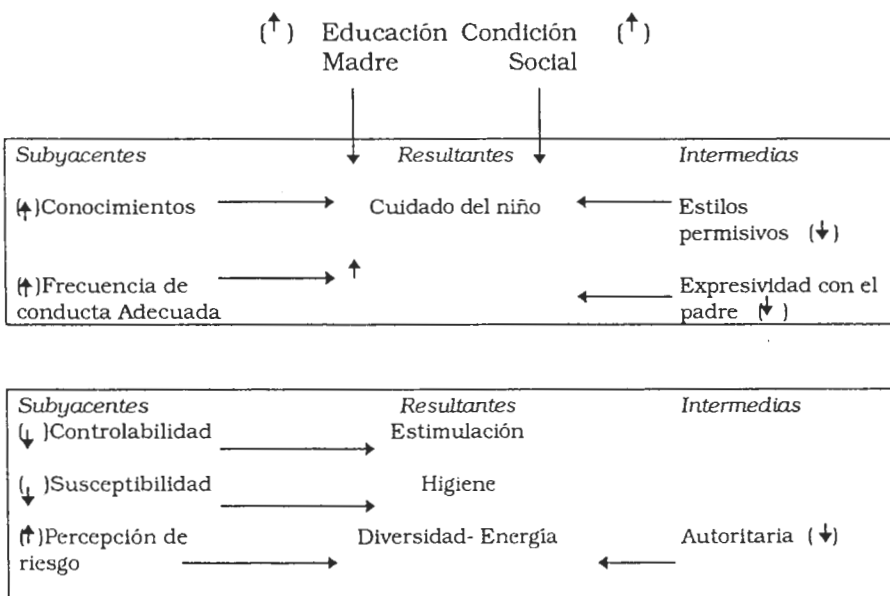 (↑) Educación Condición (↑)
Madre Social
Subyacentes Resultantes Intermedias
(↑)Conocimientos Cuidado del niño Estilos
permisivos (↓)
(↑)Frecuencia de ↑ Expresividad con el
conducta Adecuada padre (↓)
Subyacentes Resultantes Intermedias
(↓)Controlabilidad Estimulación
(↓)Susceptibilidad Higiene
(↑)Percepción de Diversidad- Energía Autoritaria (↓)
riesgo